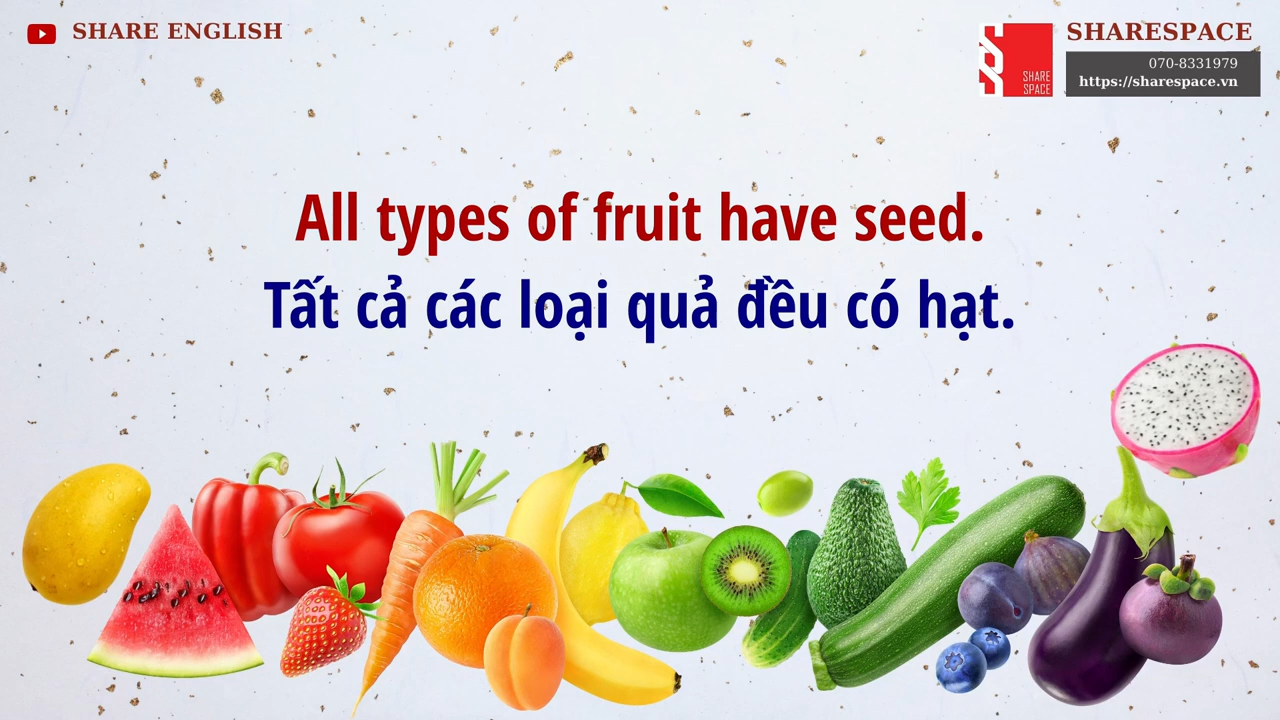 SHARE ENGLISH
SHARESPACE
070-8331979
https://sharespace.vn
SHARE
SPACE
All types of fruit have seed.
Tất cả các loại quả đều có hạt.